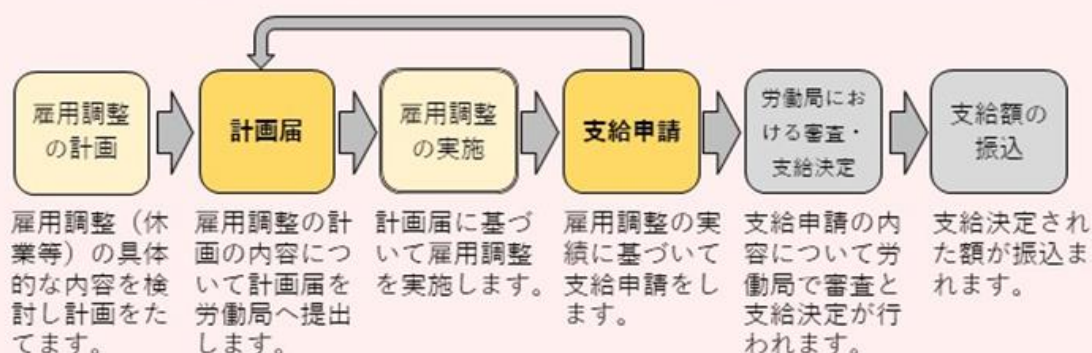 雇用調整
の計画
計画届
雇用調整
の実施
支給申請
労働局にお
ける審査・
支給決定
支給額の
振込
雇用調整（休
業等）の具体
的な内容を検
討し計画をた
てます。
雇用調整の計
画の内容につ
いて計画届を
労働局へ提出
します。
計画届に基づ
いて雇用調整
を実施します。
雇用調整の実
績に基づいて
支給申請をし
ます。
支給申請の内
容について労
働局で審査と
支給決定が行
われます。
支給決定され
た額が振込ま
れます。